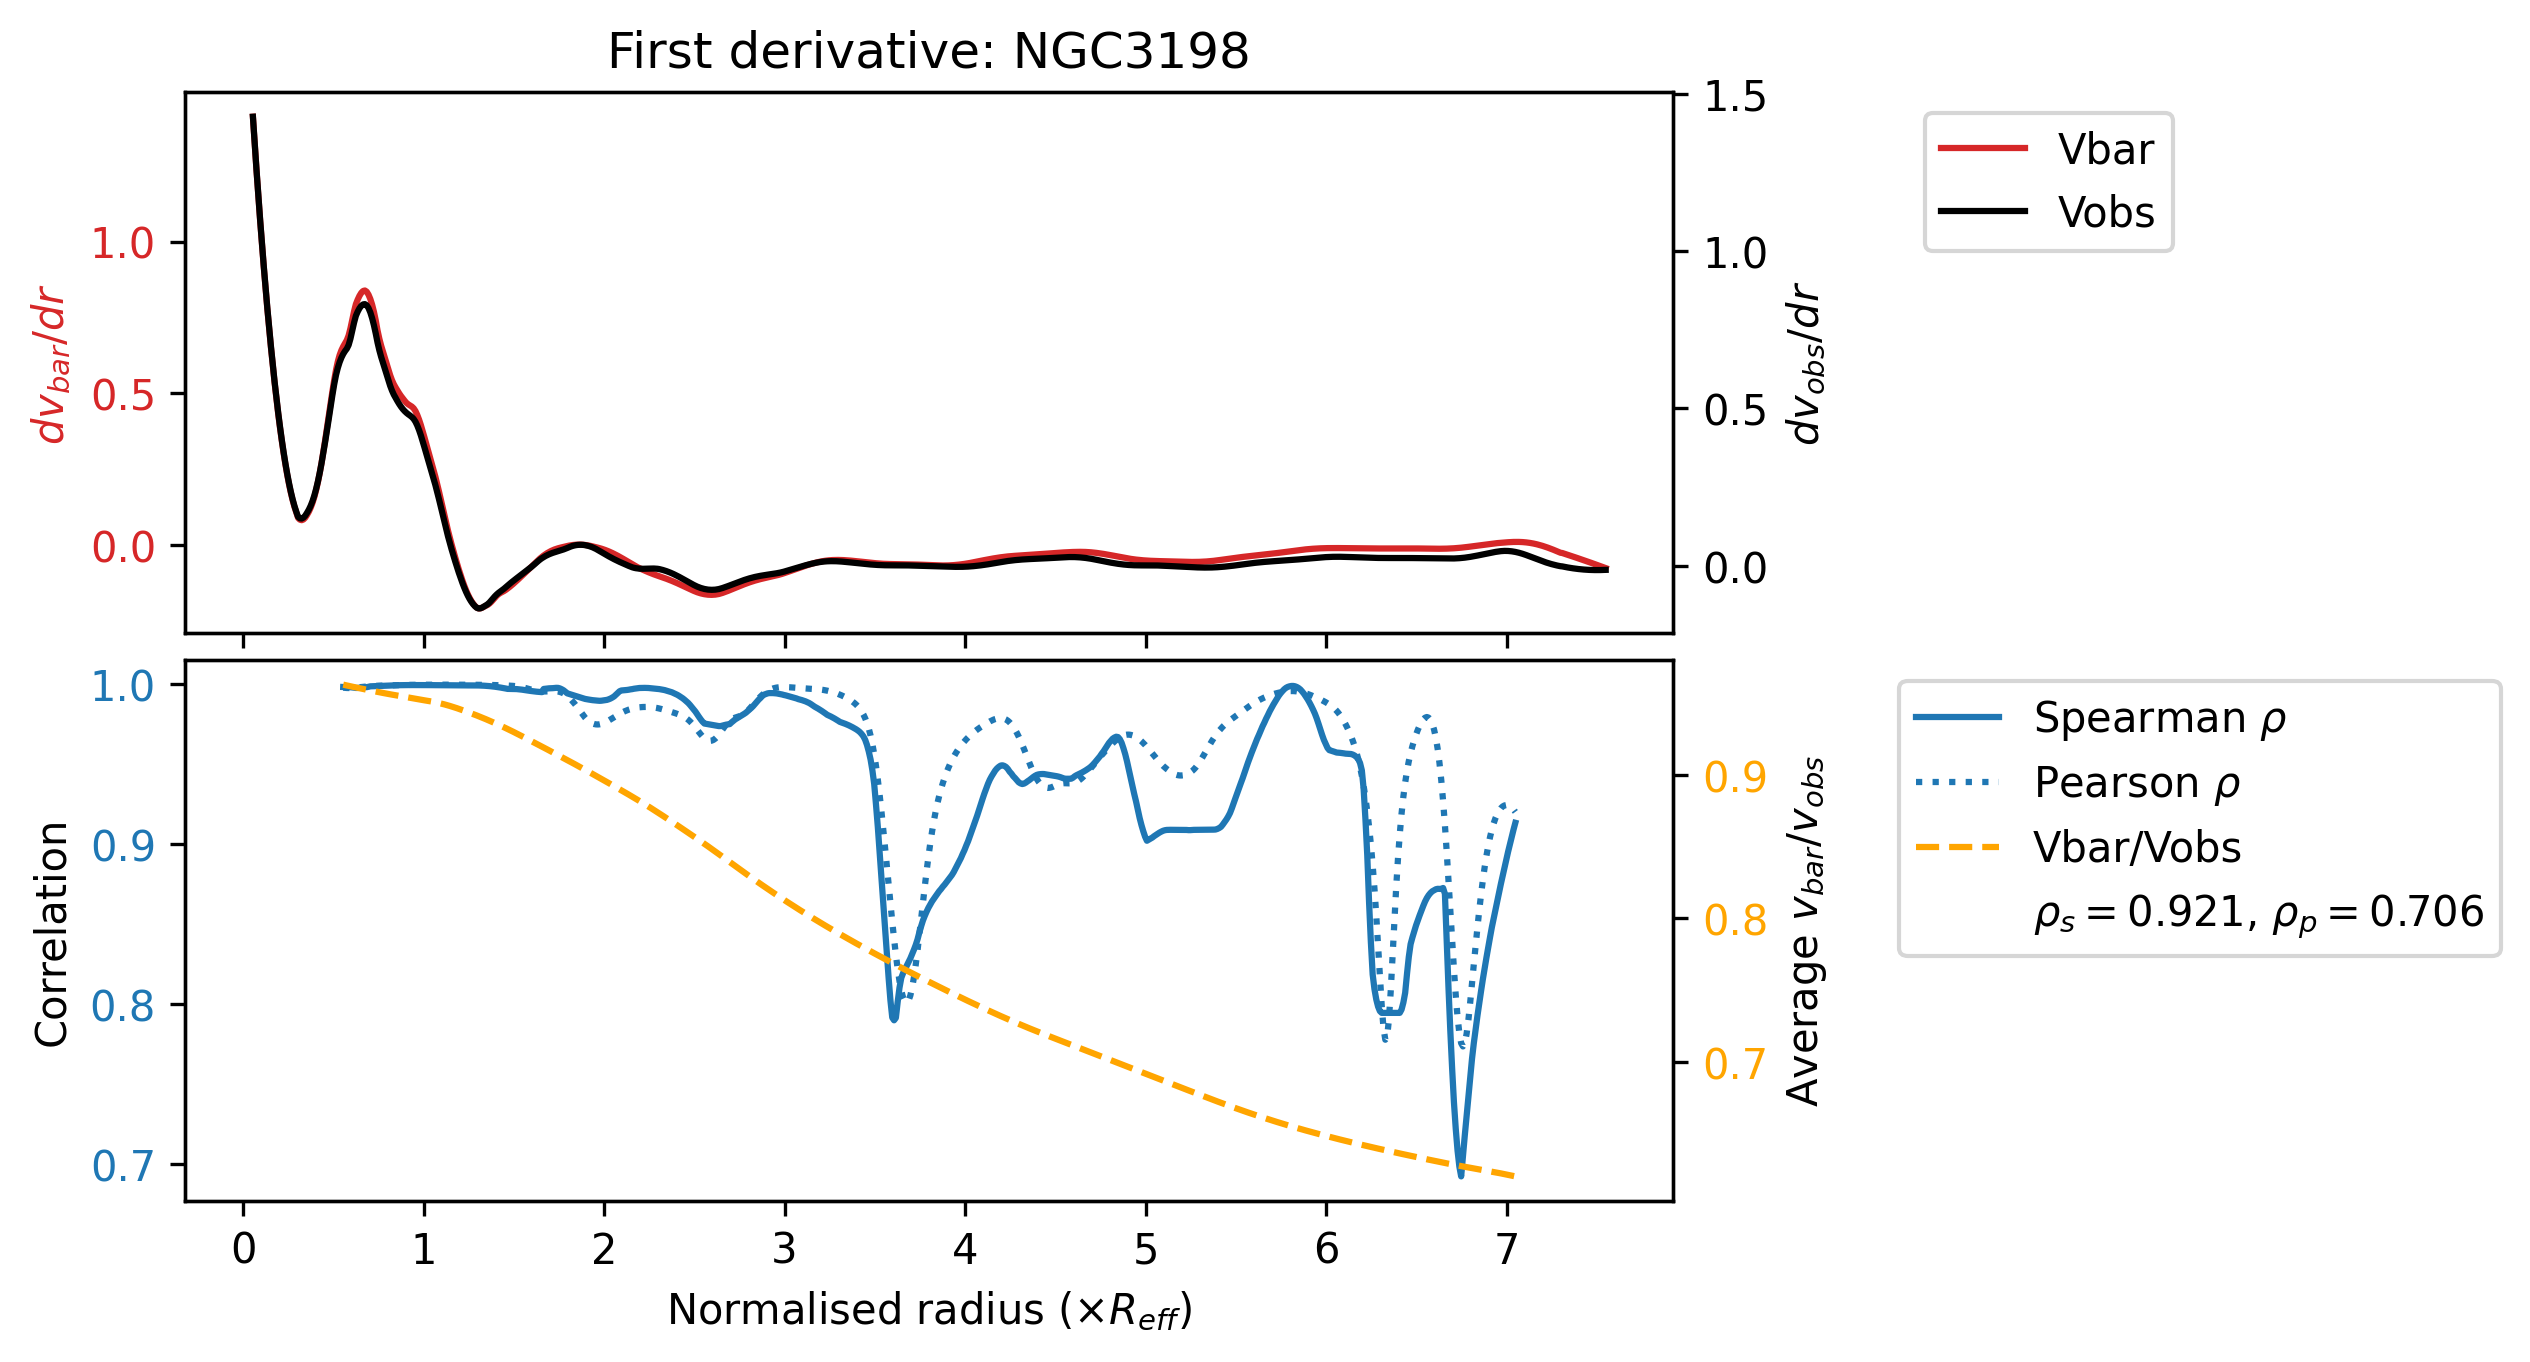 First derivative: NGC3198
1.0
0.5
0.0
dv_bar/dr
1.5
1.0
0.5
0.0
dv_obs/dr
Vbar
Vobs
1.0
0.9
0.8
0.7
Correlation
0.9
0.8
0.7
Average v_bar/v_obs
Spearman ρ
Pearson ρ
Vbar/Vobs
ρ_s = 0.921, ρ_p = 0.706
0 1 2 3 4 5 6 7
Normalised radius (×R_eff)